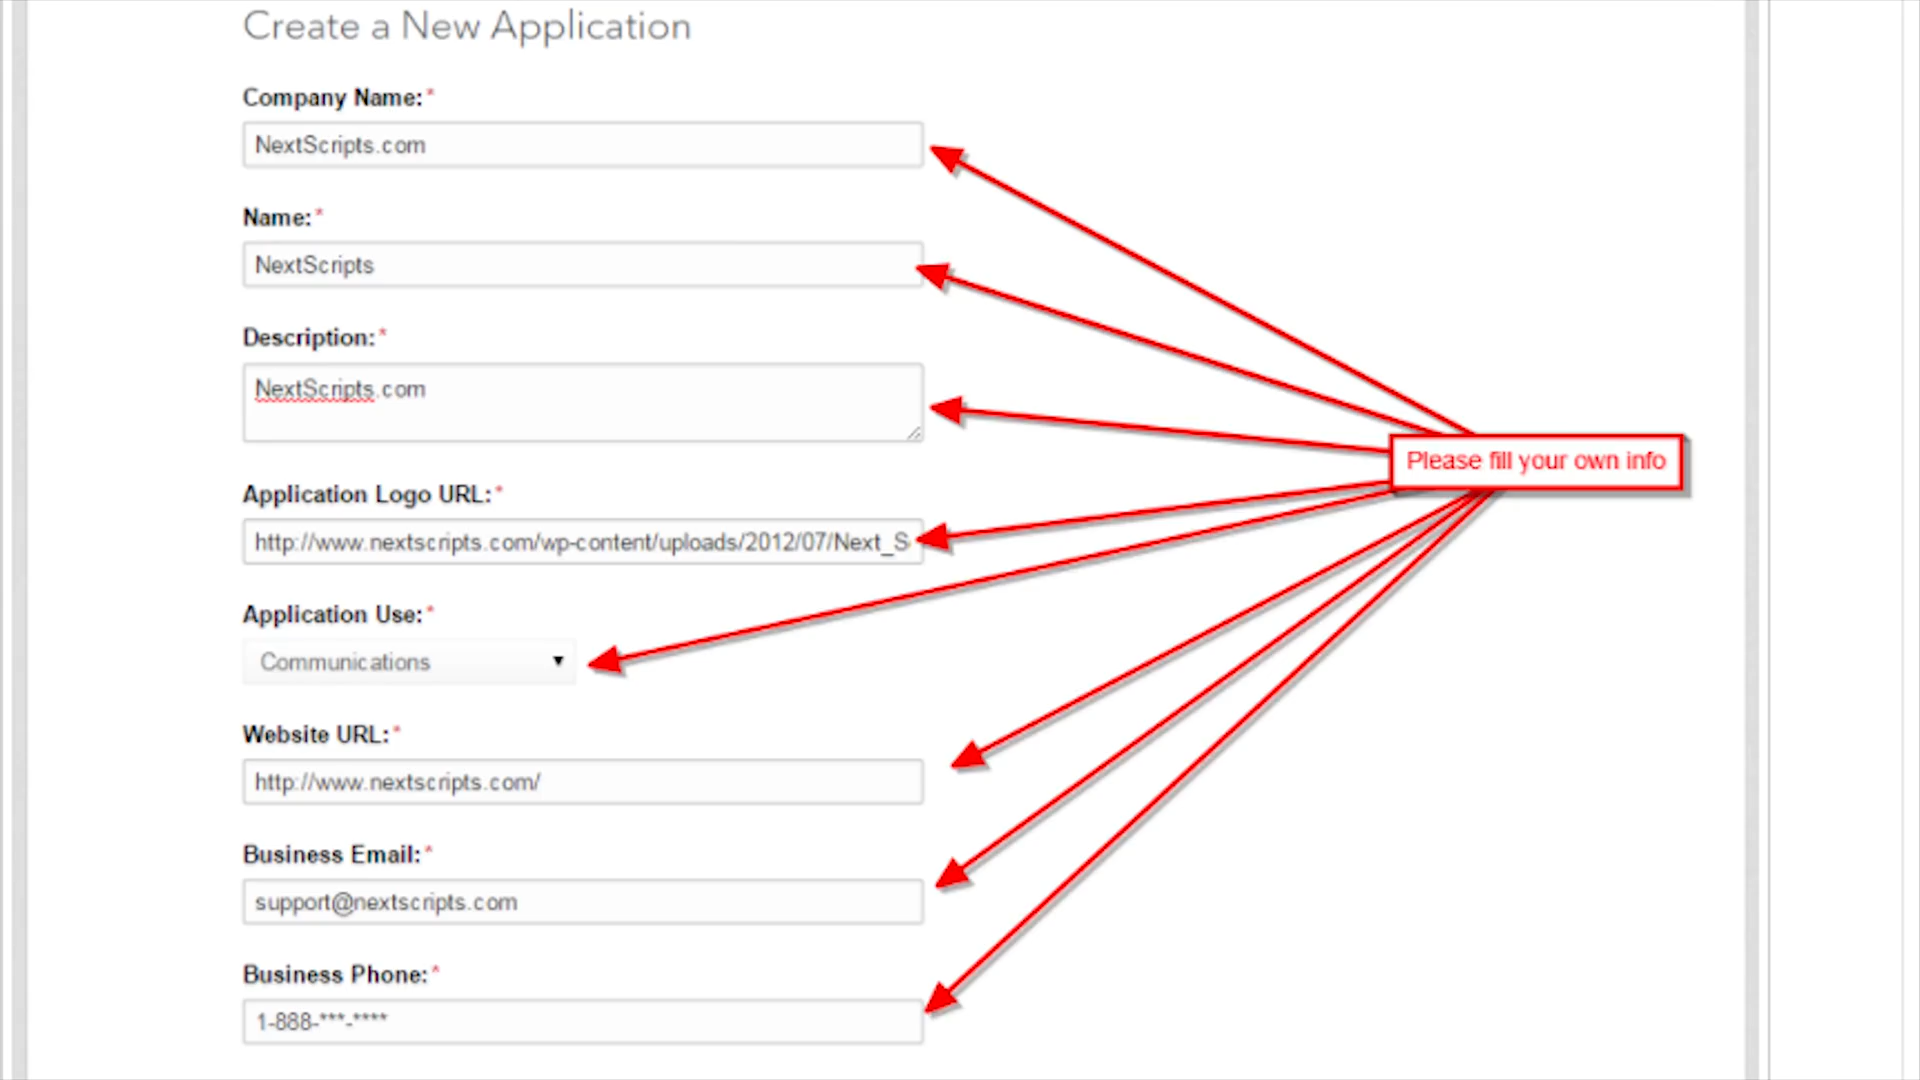 Create a New Application
Company Name:*
NextScripts.com
Name:*
NextScripts
Description:*
NextScripts.com
Please fill your own info
Application Logo URL:*
http://www.nextscripts.com/wp-content/uploads/2012/07/Next_S
Application Use:*
Communications
Website URL:*
http://www.nextscripts.com/
Business Email:*
support@nextscripts.com
Business Phone:*
1-888-***-****